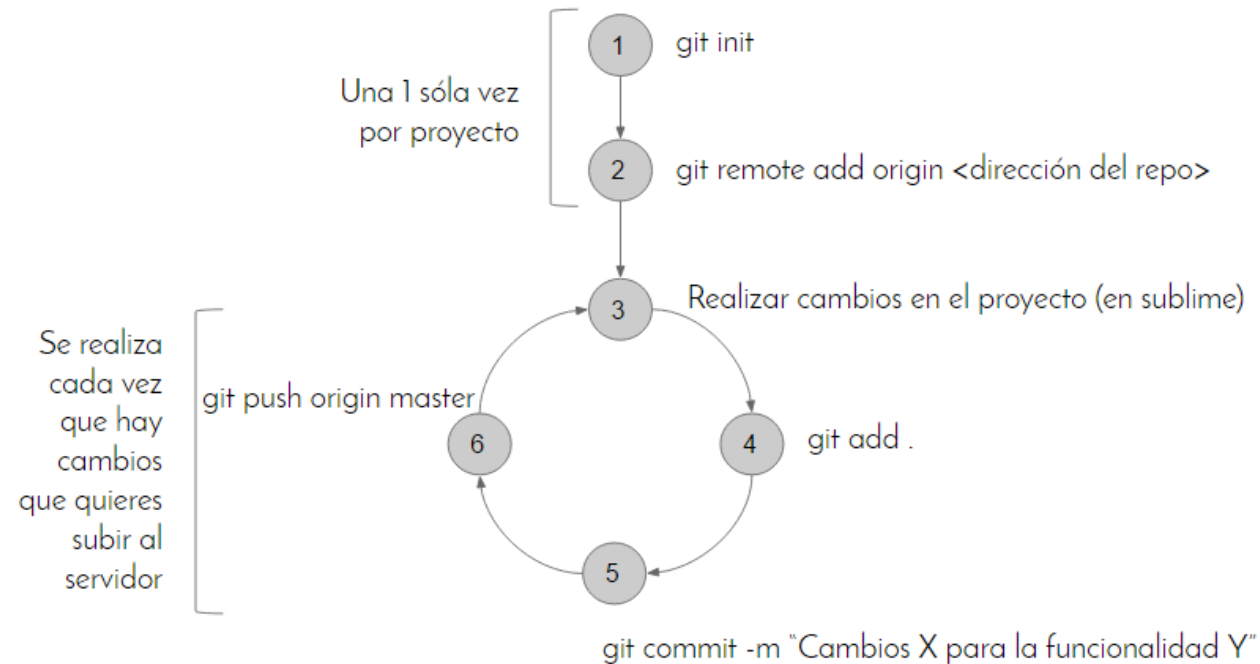 1
git init
Una 1 sóla vez
por proyecto
2
git remote add origin <dirección del repo>
3
Realizar cambios en el proyecto (en sublime)
Se realiza
cada vez
que hay
cambios
que quieres
subir al
servidor
git push origin master
6
4
git add .
5
git commit -m “Cambios X para la funcionalidad Y”